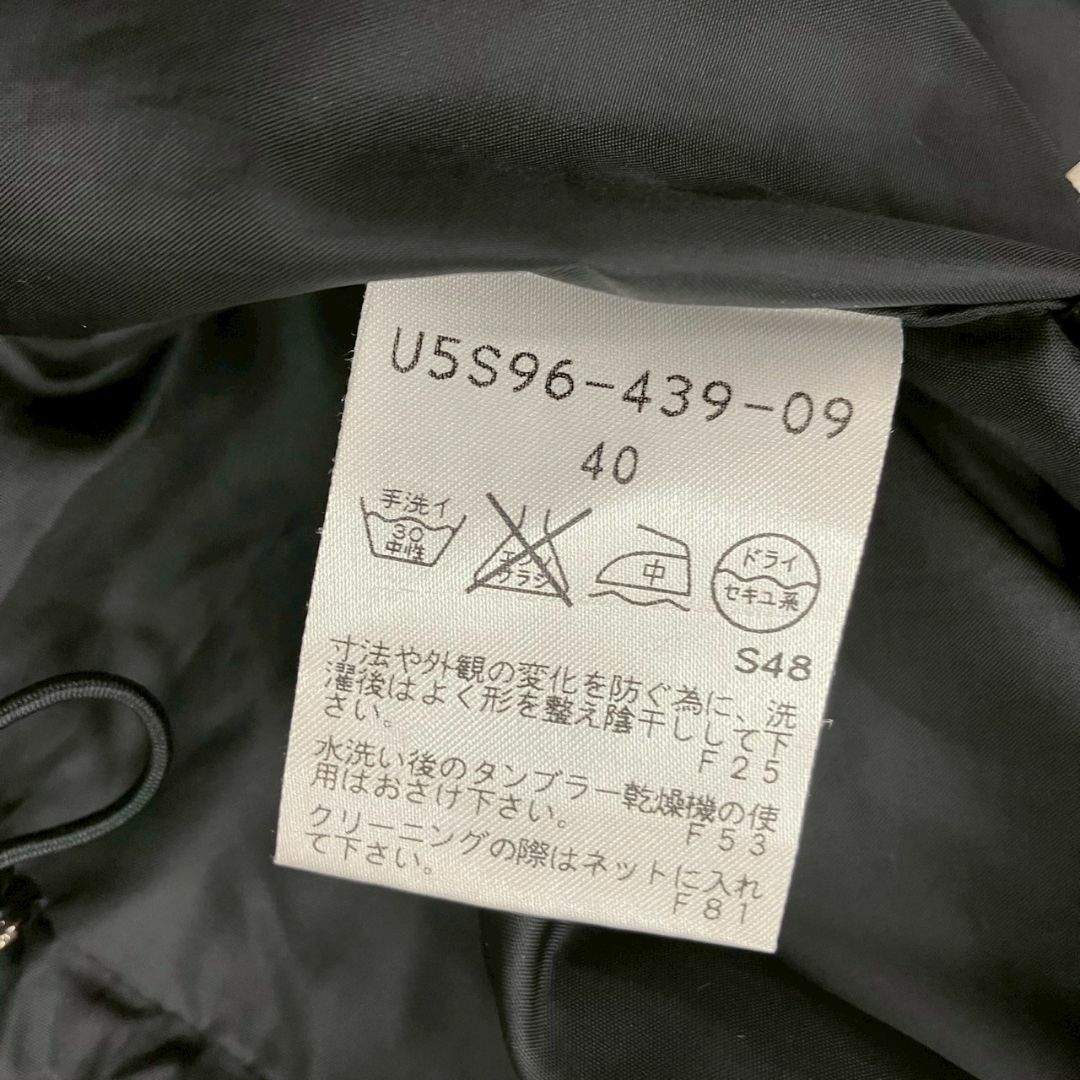 U5S96-439-09
40
手洗イ
30
中性
エンソ
サラシ
中
ドライ
セキユ系
S48
寸法や外観の変化を防ぐ為に、洗
濯後はよく形を整え陰干しして下
さい。
F25
水洗い後のタンブラー乾燥機の使
用はおさけ下さい。
F53
クリーニングの際はネットに入れ
て下さい。
F81